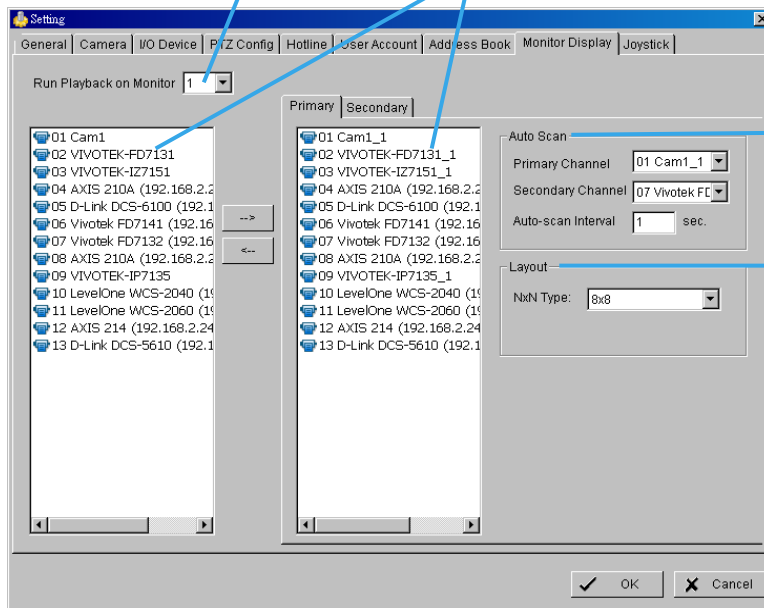 Setting
General Camera I/O Device PTZ Config Hotline User Account Address Book Monitor Display Joystick
Run Playback on Monitor 1
Primary Secondary
01 Cam1
02 VIVOTEK-FD7131
03 VIVOTEK-IZ7151
04 AXIS 210A (192.168.2.2
05 D-Link DCS-6100 (192.1
06 Vivotek FD7141 (192.16
07 Vivotek FD7132 (192.16
08 AXIS 210A (192.168.2.2
09 VIVOTEK-IP7135
10 LevelOne WCS-2040 (19
11 LevelOne WCS-2060 (19
12 AXIS 214 (192.168.2.24
13 D-Link DCS-5610 (192.1
-->
<--
01 Cam1_1
02 VIVOTEK-FD7131_1
03 VIVOTEK-IZ7151_1
04 AXIS 210A (192.168.2.2
05 D-Link DCS-6100 (192.1
06 Vivotek FD7141 (192.16
07 Vivotek FD7132 (192.16
08 AXIS 210A (192.168.2.2
09 VIVOTEK-IP7135_1
10 LevelOne WCS-2040 (19
11 LevelOne WCS-2060 (19
12 AXIS 214 (192.168.2.24
13 D-Link DCS-5610 (192.1
Auto Scan
Primary Channel 01 Cam1_1
Secondary Channel 07 Vivotek FD
Auto-scan Interval 1 sec.
Layout
NxN Type: 8x8
OK Cancel